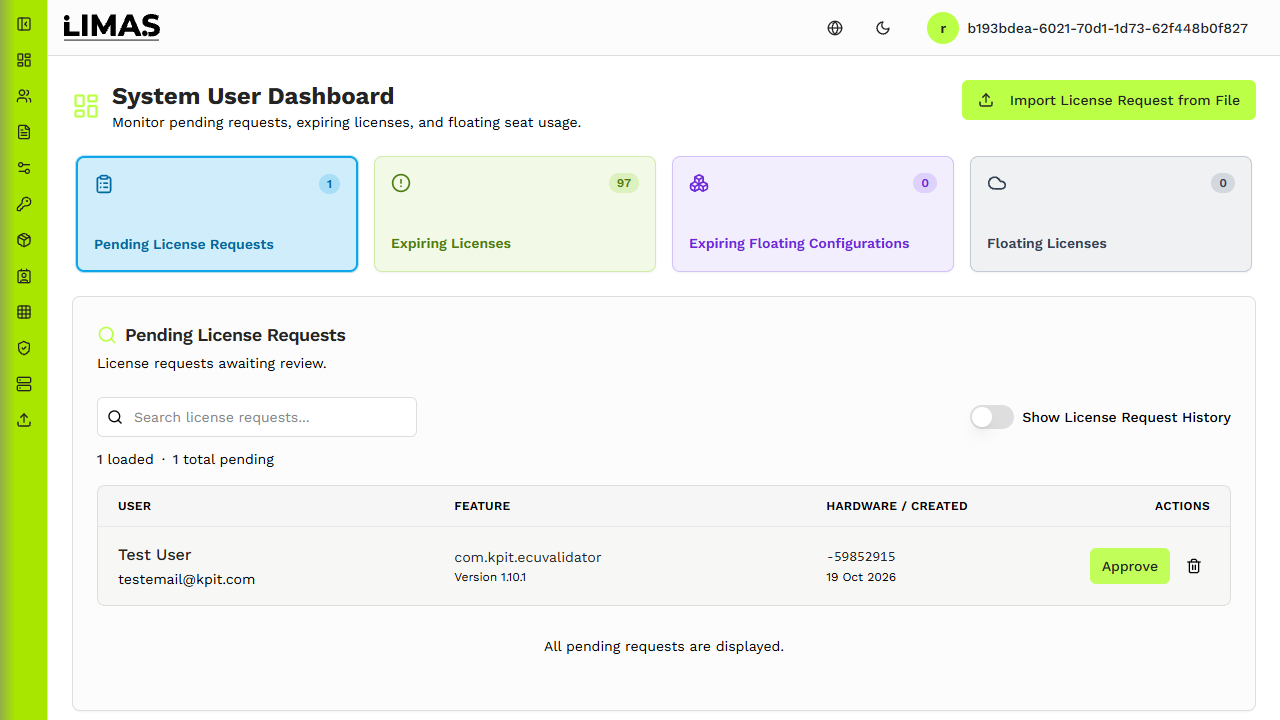 LIMAS
r b193bdea-6021-70d1-1d73-62f448b0f827
System User Dashboard
Monitor pending requests, expiring licenses, and floating seat usage.
Import License Request from File
1
Pending License Requests
97
Expiring Licenses
0
Expiring Floating Configurations
0
Floating Licenses
Pending License Requests
License requests awaiting review.
Search license requests...
Show License Request History
1 loaded · 1 total pending
USER FEATURE HARDWARE / CREATED ACTIONS
Test User com.kpit.ecuvalidator -59852915 Approve
testemail@kpit.com Version 1.10.1 19 Oct 2026
All pending requests are displayed.